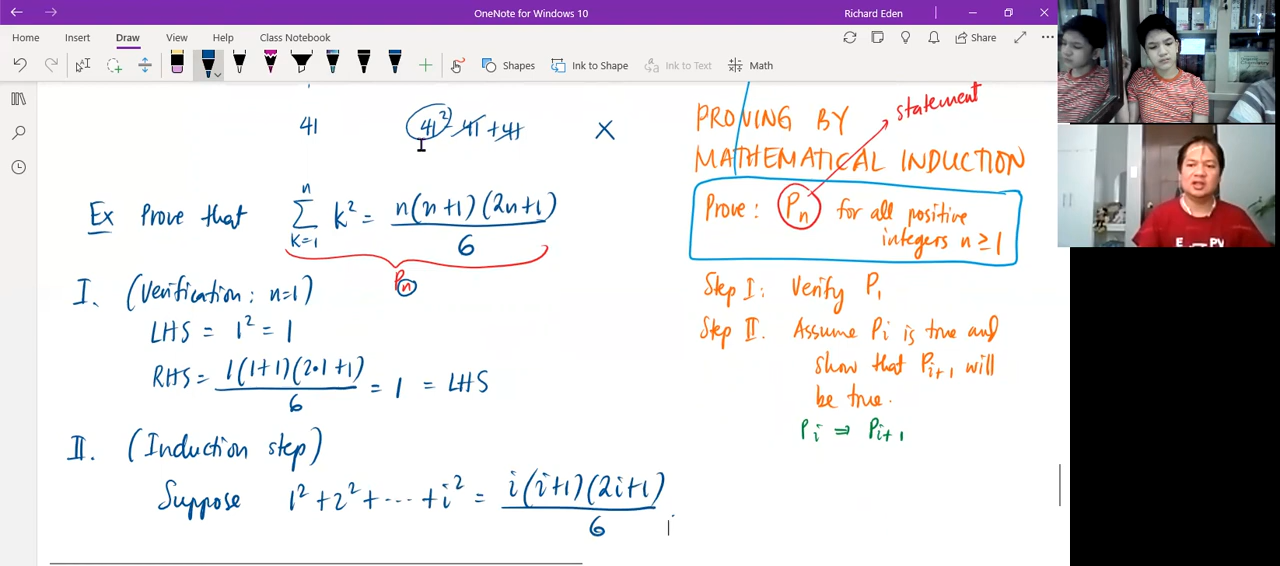 OneNote for Windows 10
Richard Eden
Home Insert Draw View Help Class Notebook
Share
Shapes Ink to Shape Ink to Text Math
41 41² - 41 + 41 X
Ex Prove that \sum_{k=1}^{n} k² = \frac{n(n+1)(2n+1)}{6}
Pn
I. (Verification: n=1)
LHS = 1² = 1
RHS = \frac{1(1+1)(2·1+1)}{6} = 1 = LHS
II. (Induction step)
Suppose 1² + 2² + ···· + i² = \frac{i(i+1)(2i+1)}{6}
statement
PROVING BY
MATHEMATICAL INDUCTION
Prove: Pn for all positive
integers n ≥ 1
Step I: Verify P₁
Step II. Assume Pi is true and
show that Pi+1 will
be true.
Pi ⇒ Pi+1